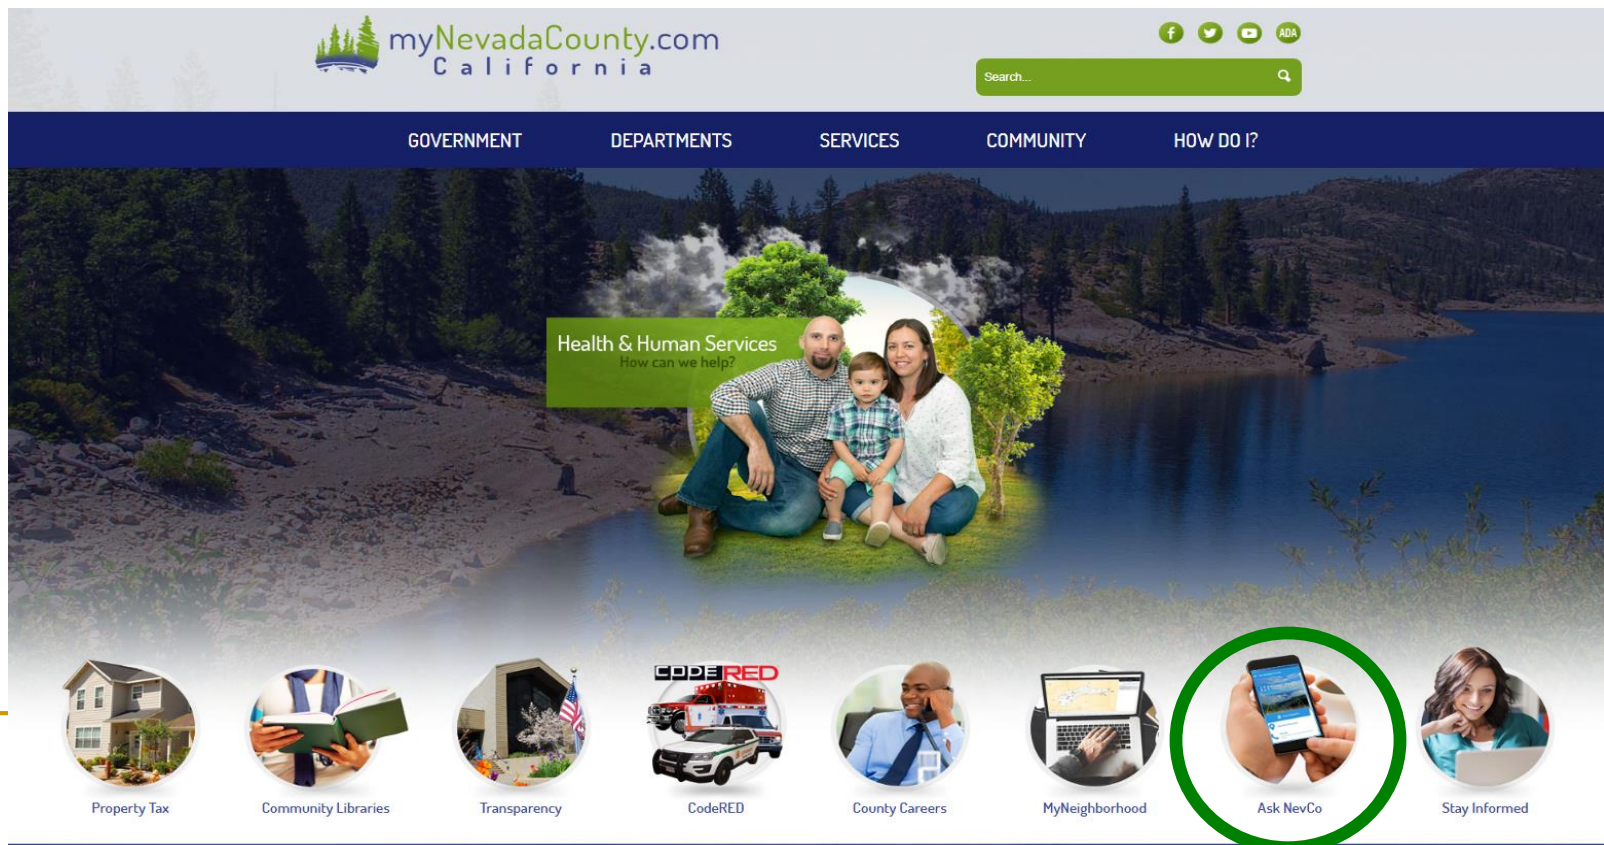 myNevadaCounty.com
California
ADA
Search...
GOVERNMENT DEPARTMENTS SERVICES COMMUNITY HOW DO I?
Health & Human Services
How can we help?
CODE RED
Property Tax Community Libraries Transparency CodeRED County Careers MyNeighborhood Ask NevCo Stay Informed